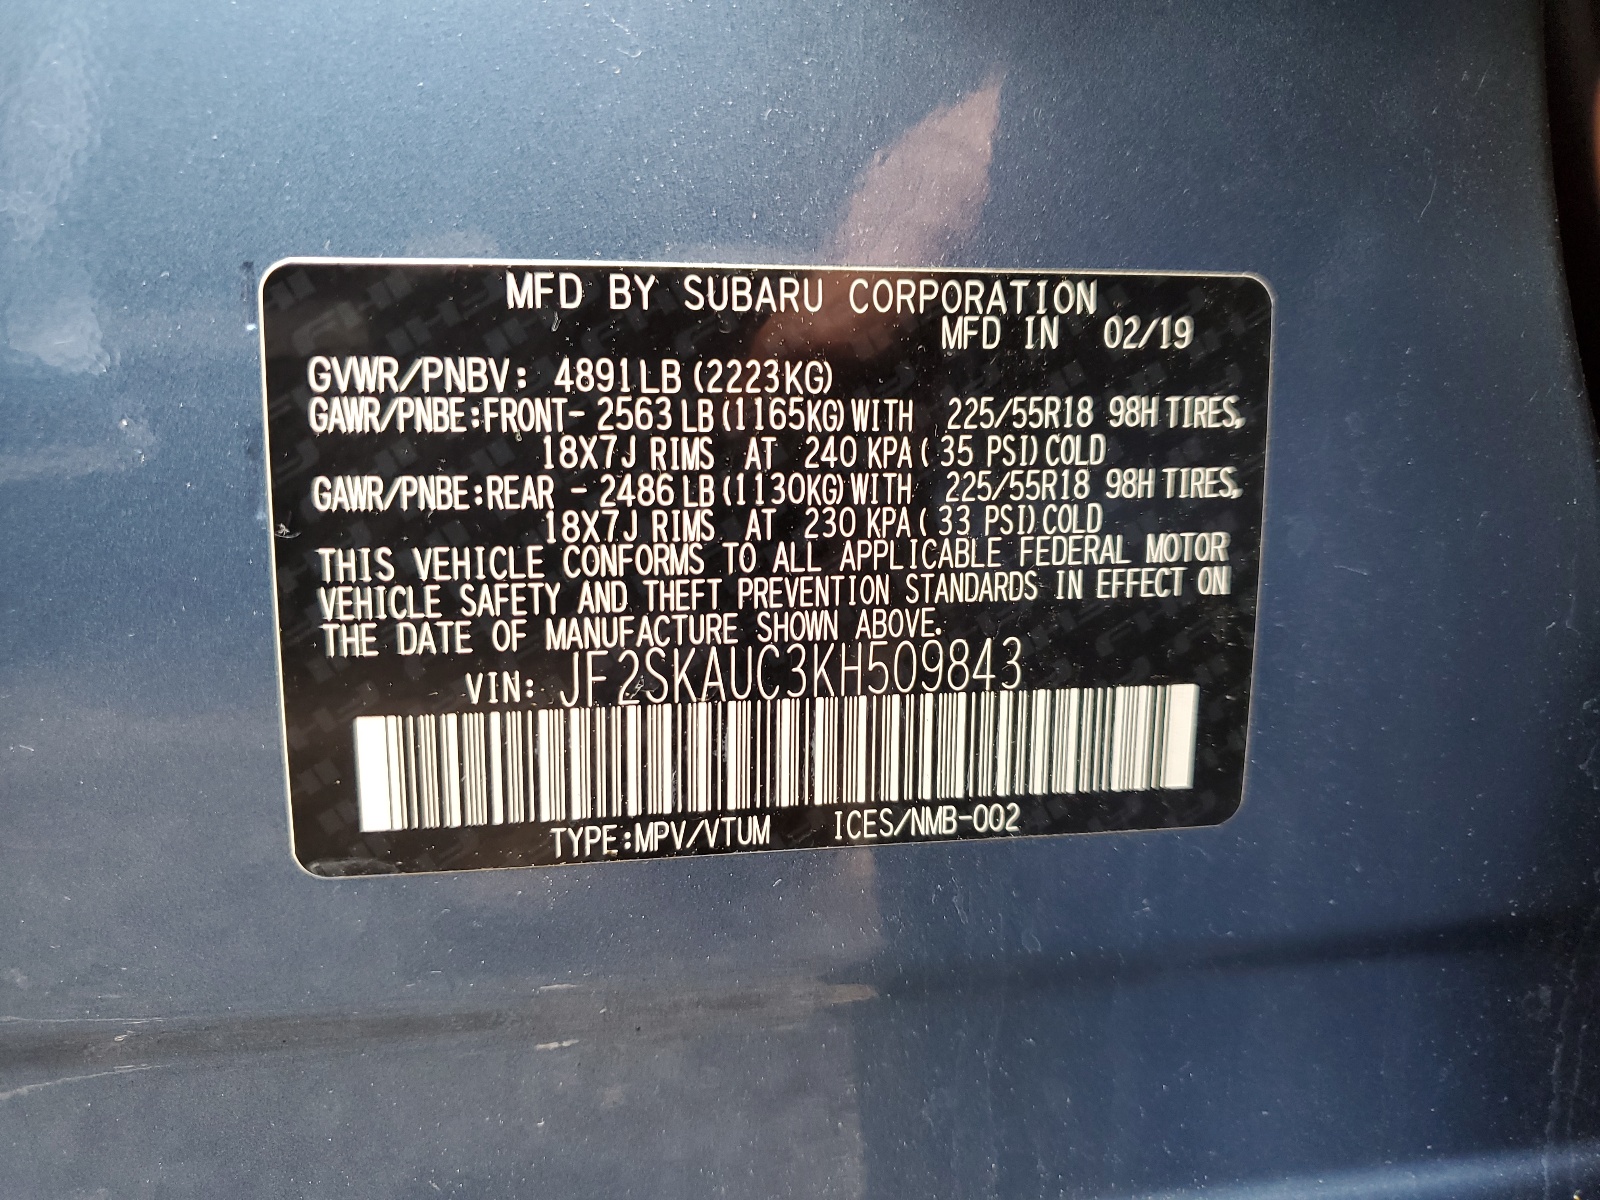 MFD BY SUBARU CORPORATION
MFD IN 02/19
GVWR/PNBV: 4891LB (2223KG)
GAWR/PNBE:FRONT- 2563 LB (1165KG) WITH 225/55R18 98H TIRES,
18X7J RIMS AT 240 KPA ( 35 PSI) COLD
GAWR/PNBE:REAR - 2486 LB (1130KG) WITH 225/55R18 98H TIRES,
18X7J RIMS AT 230 KPA ( 33 PSI) COLD
THIS VEHICLE CONFORMS TO ALL APPLICABLE FEDERAL MOTOR
VEHICLE SAFETY AND THEFT PREVENTION STANDARDS IN EFFECT ON
THE DATE OF MANUFACTURE SHOWN ABOVE.
VIN: JF2SKAUC3KH509843
TYPE:MPV/VTUM ICES/NMB-002